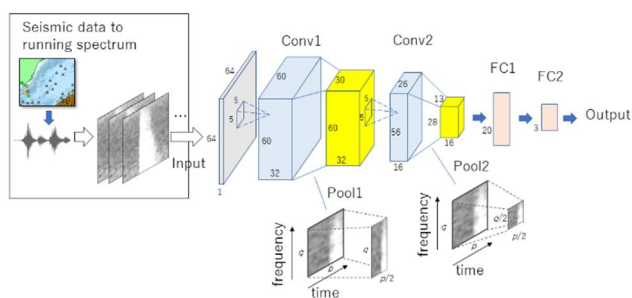 Seismic data to
running spectrum
...
Input
64
64
1
5
5
Conv1
60
60
32
30
60
32
5
5
Conv2
26
56
16
13
28
16
FC1
20
FC2
3
Output
Pool1
frequency
q
p
q
p/2
time
Pool2
frequency
q
p
q/2
p/2
time